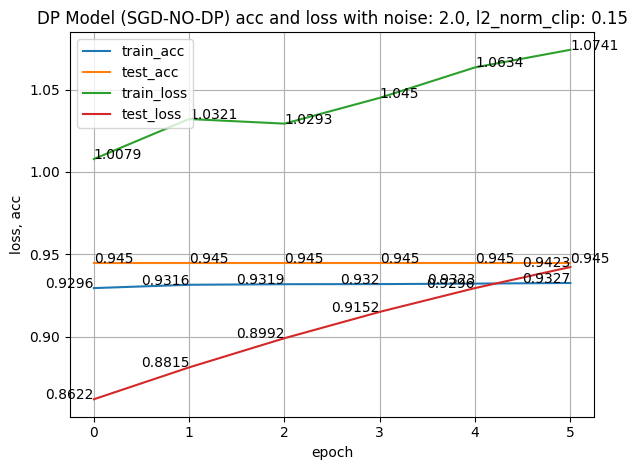 DP Model (SGD-NO-DP) acc and loss with noise: 2.0, l2_norm_clip: 0.15
train_acc
test_acc
train_loss
test_loss
1.0741
1.0634
1.045
1.0321
1.0293
1.0079
0.945 0.945 0.945 0.945 0.945 0.945
0.9423
0.9296 0.9316 0.9319 0.932 0.9323 0.9327
0.9296
0.9152
0.8992
0.8815
0.8622
1.05
1.00
0.95
0.90
loss, acc
0 1 2 3 4 5
epoch